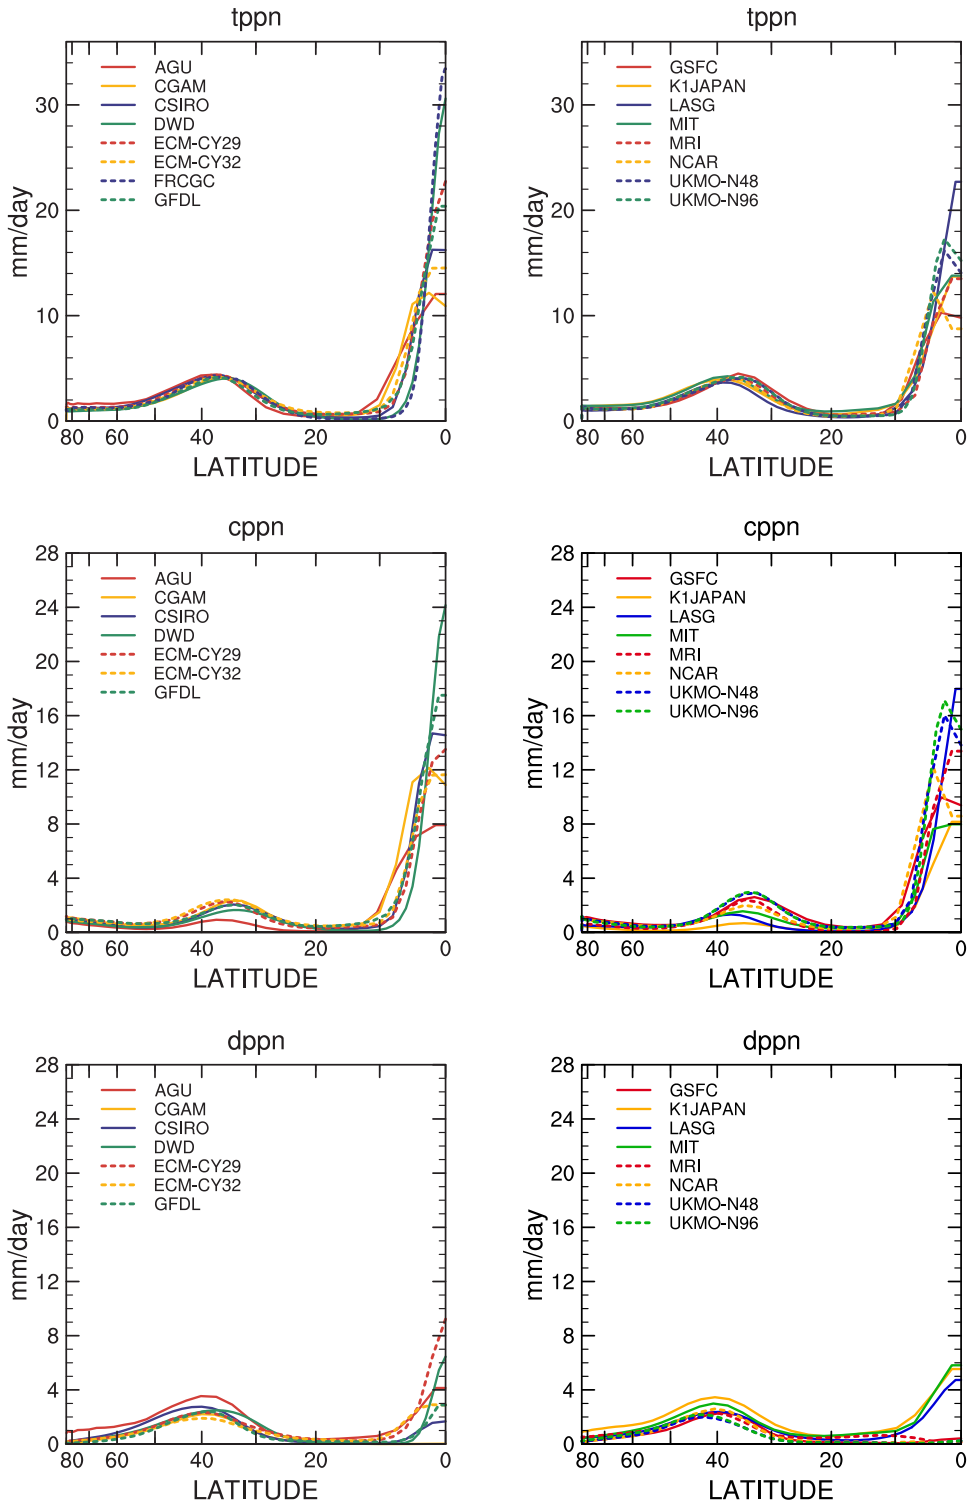 tppn
mm/day
30
20
10
0
AGU
CGAM
CSIRO
DWD
ECM-CY29
ECM-CY32
FRCGC
GFDL
80 60 40 20 0
LATITUDE
tppn
mm/day
30
20
10
0
GSFC
K1JAPAN
LASG
MIT
MRI
NCAR
UKMO-N48
UKMO-N96
80 60 40 20 0
LATITUDE
cppn
mm/day
28
24
20
16
12
8
4
0
AGU
CGAM
CSIRO
DWD
ECM-CY29
ECM-CY32
GFDL
80 60 40 20 0
LATITUDE
cppn
mm/day
28
24
20
16
12
8
4
0
GSFC
K1JAPAN
LASG
MIT
MRI
NCAR
UKMO-N48
UKMO-N96
80 60 40 20 0
LATITUDE
dppn
mm/day
28
24
20
16
12
8
4
0
AGU
CGAM
CSIRO
DWD
ECM-CY29
ECM-CY32
GFDL
80 60 40 20 0
LATITUDE
dppn
mm/day
28
24
20
16
12
8
4
0
GSFC
K1JAPAN
LASG
MIT
MRI
NCAR
UKMO-N48
UKMO-N96
80 60 40 20 0
LATITUDE